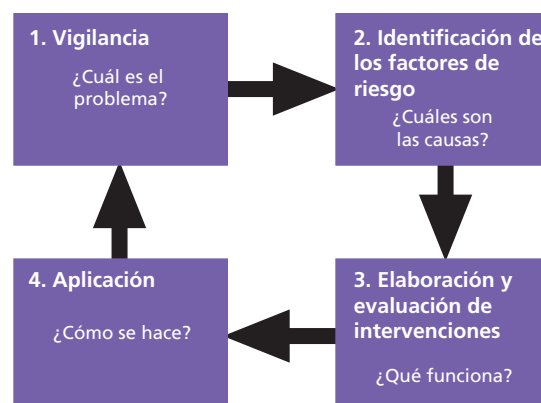 1. Vigilancia
¿Cuál es el
problema?
2. Identificación de
los factores de
riesgo
¿Cuáles son
las causas?
4. Aplicación
¿Cómo se hace?
3. Elaboración y
evaluación de
intervenciones
¿Qué funciona?